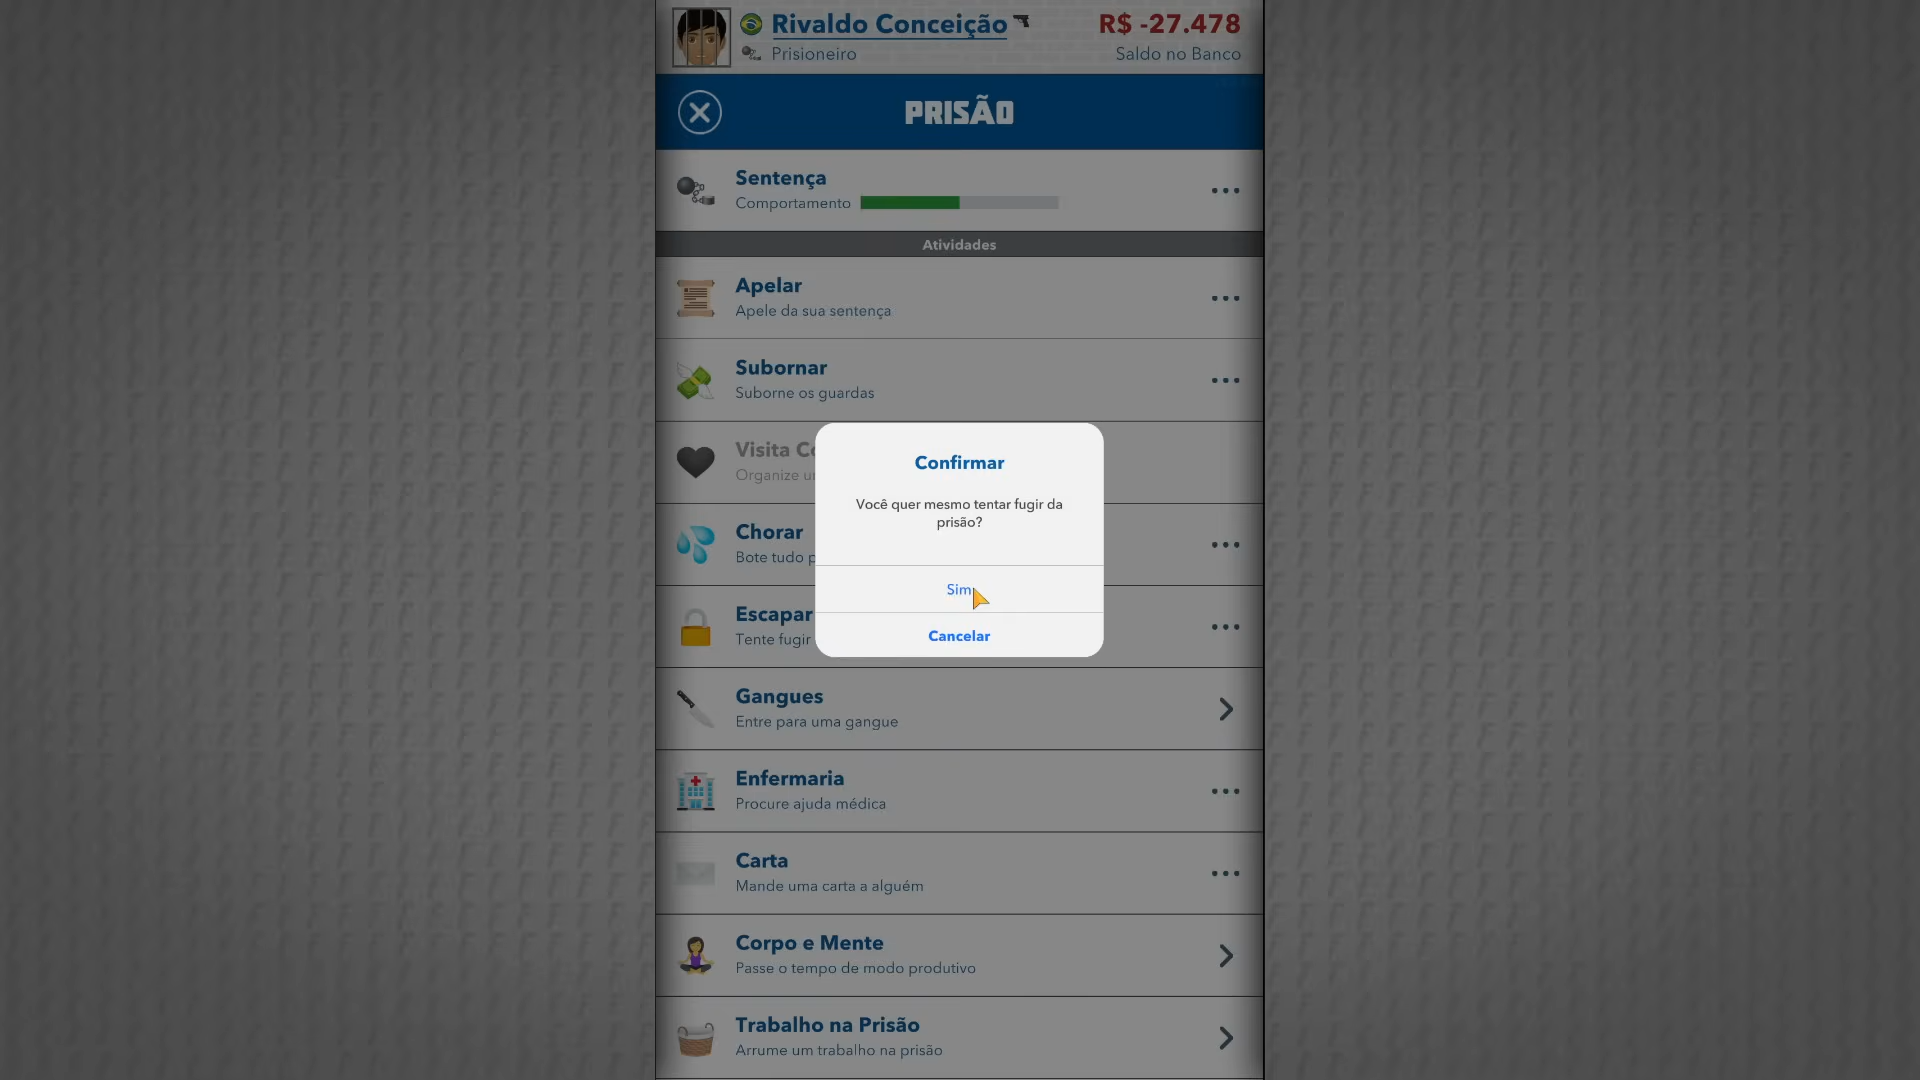 Rivaldo Conceição
R$ -27.478
Prisioneiro
Saldo no Banco
PRISÃO
Sentença
Comportamento
Atividades
Apelar
Apele da sua sentença
Subornar
Suborne os guardas
Visita
Organize
Chorar
Bote tudo
Escapar
Tente fugir
Confirmar
Você quer mesmo tentar fugir da
prisão?
Sim
Cancelar
Gangues
Entre para uma gangue
Enfermaria
Procure ajuda médica
Carta
Mande uma carta a alguém
Corpo e Mente
Passe o tempo de modo produtivo
Trabalho na Prisão
Arrume um trabalho na prisão